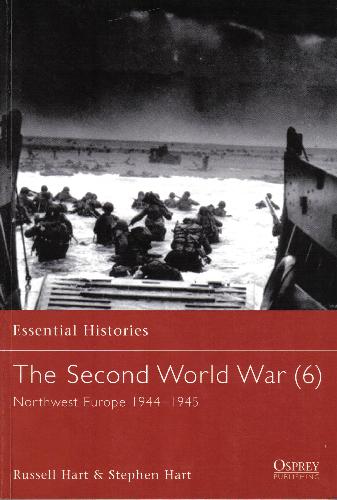 Essential Histories
The Second World War (6)
Northwest Europe 1944–1945
Russell Hart & Stephen Hart
OSPREY
PUBLISHING